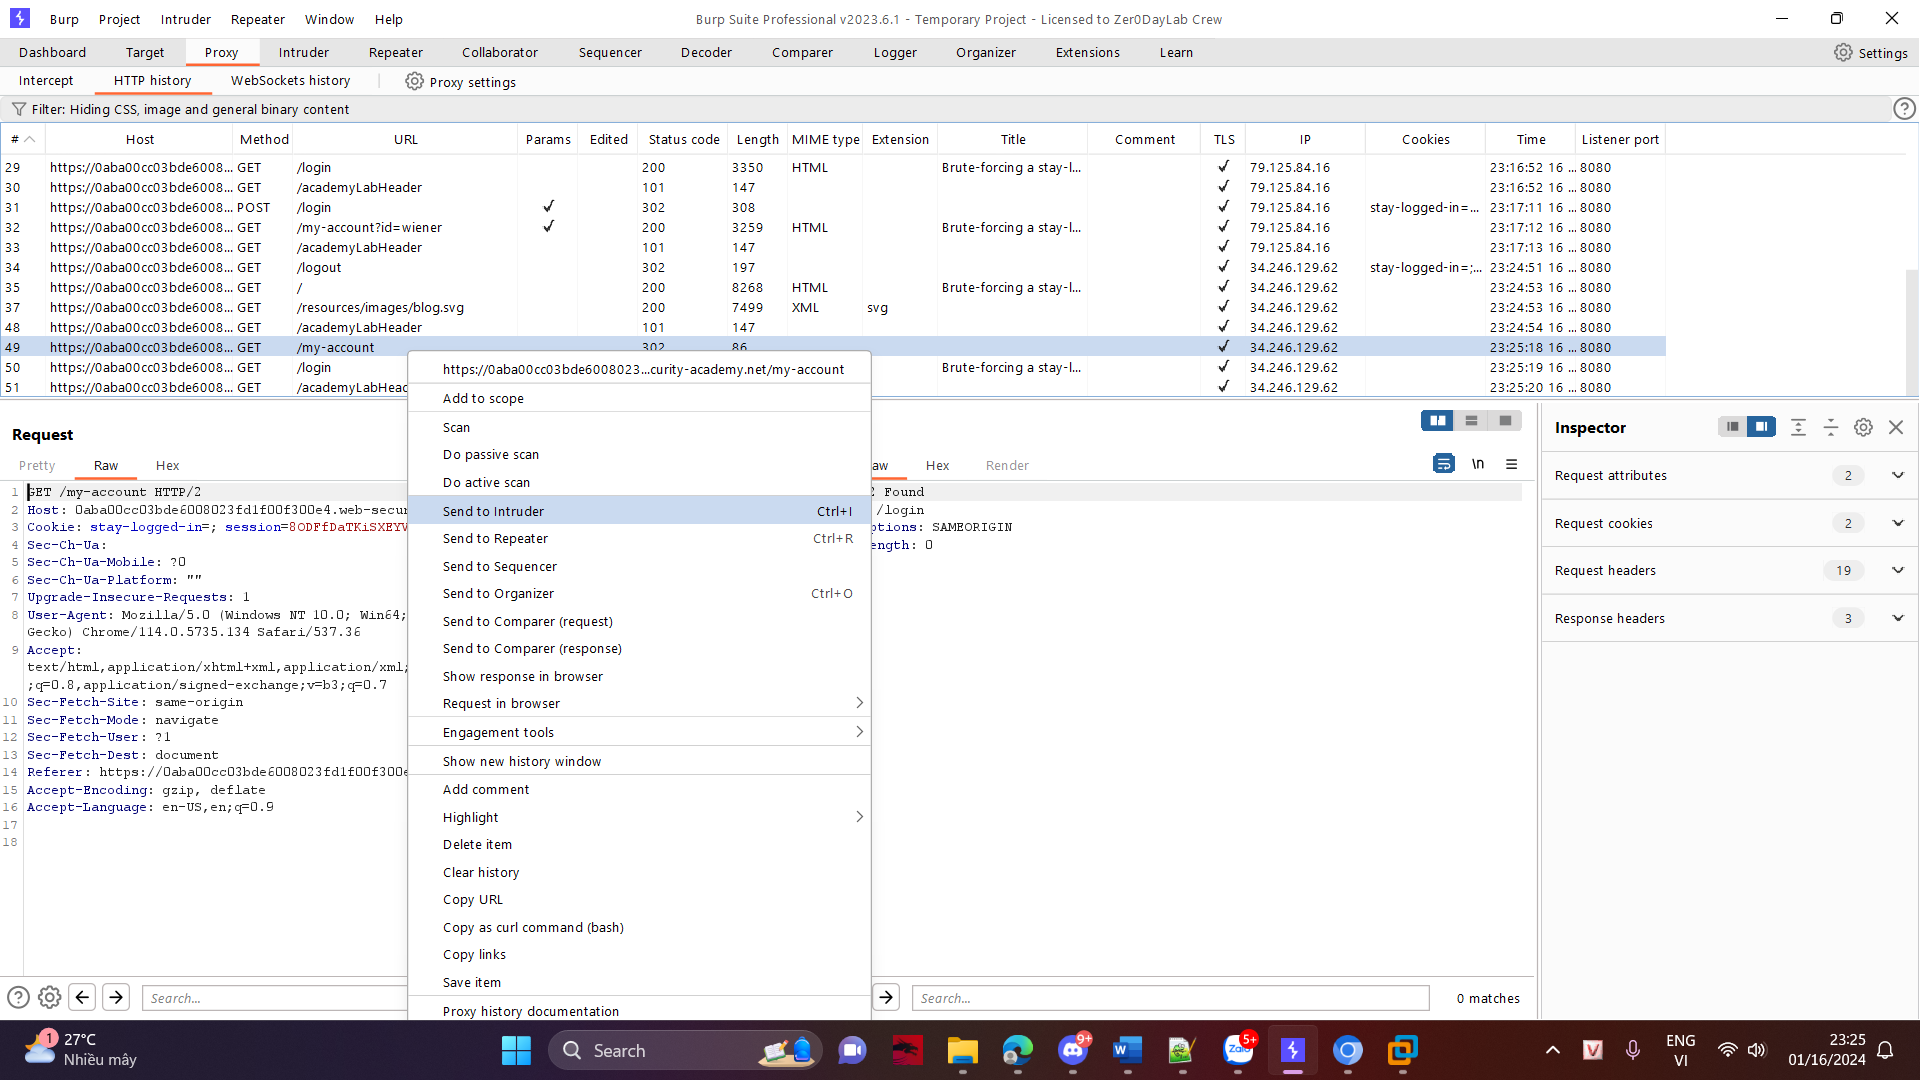 Burp Project Intruder Repeater Window Help
Burp Suite Professional v2023.6.1 - Temporary Project - Licensed to Zer0DayLab Crew
Dashboard Target Proxy Intruder Repeater Collaborator Sequencer Decoder Comparer Logger Organizer Extensions Learn Settings
Intercept HTTP history WebSockets history Proxy settings
Filter: Hiding CSS, image and general binary content
# Host Method URL Params Edited Status code Length MIME type Extension Title Comment TLS IP Cookies Time Listener port
29 https://0aba00cc03bde6008... GET /login 200 3350 HTML Brute-forcing a stay-l... ✓ 79.125.84.16 23:16:52 16 ... 8080
30 https://0aba00cc03bde6008... GET /academyLabHeader 101 147 ✓ 79.125.84.16 23:16:52 16 ... 8080
31 https://0aba00cc03bde6008... POST /login ✓ 302 308 ✓ 79.125.84.16 stay-logged-in=... 23:17:11 16 ... 8080
32 https://0aba00cc03bde6008... GET /my-account?id=wiener ✓ 200 3259 HTML Brute-forcing a stay-l... ✓ 79.125.84.16 23:17:12 16 ... 8080
33 https://0aba00cc03bde6008... GET /academyLabHeader 101 147 ✓ 79.125.84.16 23:17:13 16 ... 8080
34 https://0aba00cc03bde6008... GET /logout 302 197 ✓ 34.246.129.62 stay-logged-in=;... 23:24:51 16 ... 8080
35 https://0aba00cc03bde6008... GET / 200 8268 HTML Brute-forcing a stay-l... ✓ 34.246.129.62 23:24:53 16 ... 8080
37 https://0aba00cc03bde6008... GET /resources/images/blog.svg 200 7499 XML svg ✓ 34.246.129.62 23:24:53 16 ... 8080
48 https://0aba00cc03bde6008... GET /academyLabHeader 101 147 ✓ 34.246.129.62 23:24:54 16 ... 8080
49 https://0aba00cc03bde6008... GET /my-account 302 86 ✓ 34.246.129.62 23:25:18 16 ... 8080
50 https://0aba00cc03bde6008... GET /login Brute-forcing a stay-l... ✓ 34.246.129.62 23:25:19 16 ... 8080
51 https://0aba00cc03bde6008... GET /academyLabHeac ✓ 34.246.129.62 23:25:20 16 ... 8080
https://0aba00cc03bde6008023...curity-academy.net/my-account
Add to scope
Scan
Do passive scan
Do active scan
Send to Intruder Ctrl+I
Send to Repeater Ctrl+R
Send to Sequencer
Send to Organizer Ctrl+O
Send to Comparer (request)
Send to Comparer (response)
Show response in browser
Request in browser
Engagement tools
Show new history window
Add comment
Highlight
Delete item
Clear history
Copy URL
Copy as curl command (bash)
Copy links
Save item
Proxy history documentation
Request
Pretty Raw Hex
1 GET /my-account HTTP/2
2 Host: 0aba00cc03bde6008023fd1f00f300e4.web-secur
3 Cookie: stay-logged-in=; session=8ODFfDaTKiSXEYV
4 Sec-Ch-Ua:
5 Sec-Ch-Ua-Mobile: ?0
6 Sec-Ch-Ua-Platform: ""
7 Upgrade-Insecure-Requests: 1
8 User-Agent: Mozilla/5.0 (Windows NT 10.0; Win64;
Gecko) Chrome/114.0.5735.134 Safari/537.36
9 Accept:
text/html,application/xhtml+xml,application/xml;
;q=0.8,application/signed-exchange;v=b3;q=0.7
10 Sec-Fetch-Site: same-origin
11 Sec-Fetch-Mode: navigate
12 Sec-Fetch-User: ?1
13 Sec-Fetch-Dest: document
14 Referer: https://0aba00cc03bde6008023fd1f00f300e
15 Accept-Encoding: gzip, deflate
16 Accept-Language: en-US,en;q=0.9
17
18
aw Hex Render \n
2 Found
/login
ptions: SAMEORIGIN
ength: 0
Inspector
Request attributes 2
Request cookies 2
Request headers 19
Response headers 3
Search...
Search...
0 matches
1 27°C
Nhiều mây
Search
9+
5+
Zalo
ENG
VI
23:25
01/16/2024